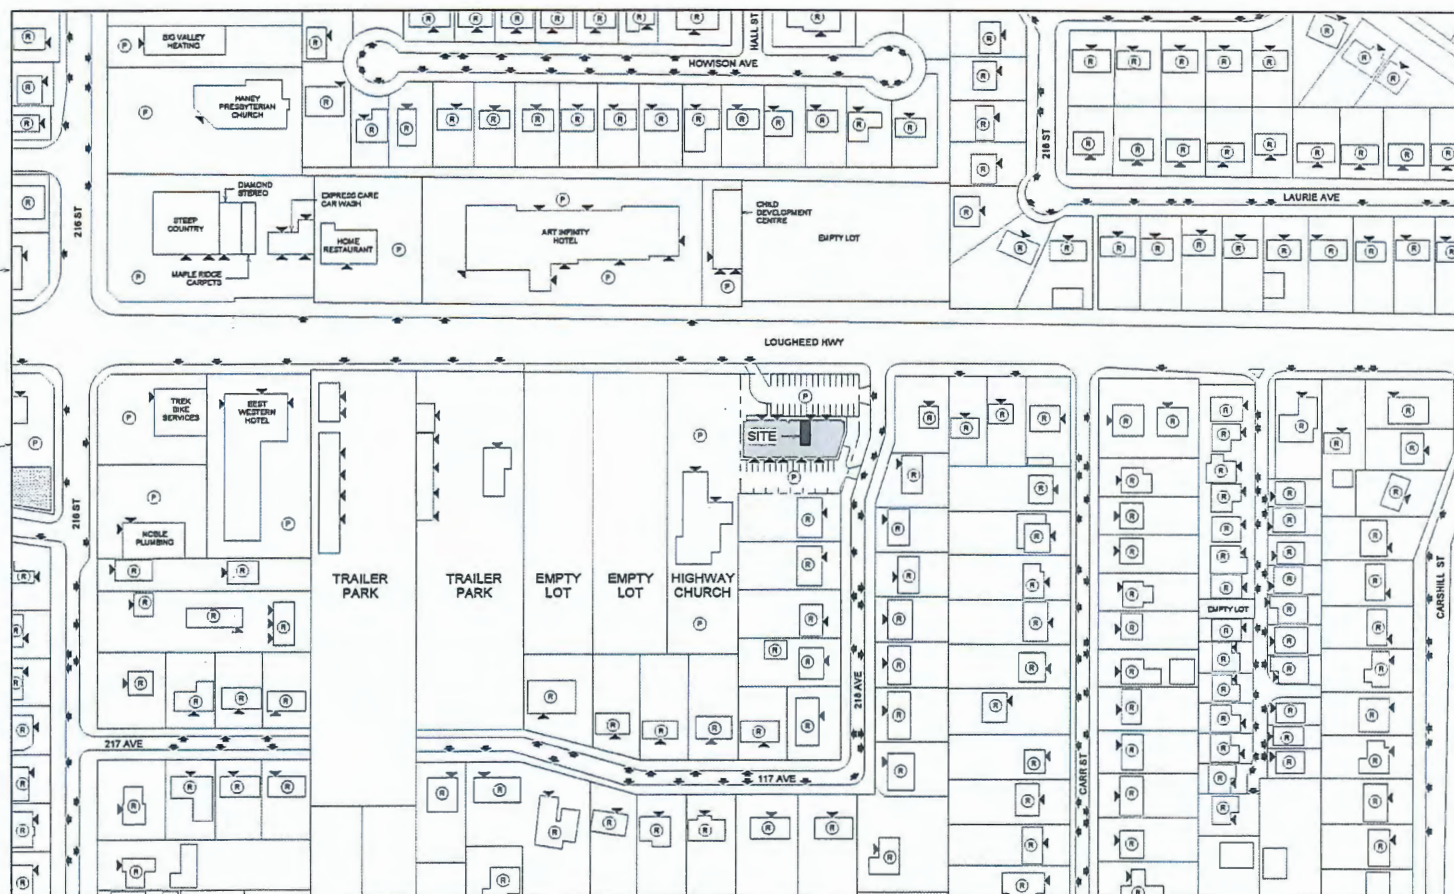 BIG VALLEY
HEATING
P
HALL ST
HOWISON AVE
HANEY
PRESBYTERIAN
CHURCH
P
216 ST
218 ST
LAURIE AVE
DIAMOND
STEREO
EXPRESS CARE
CAR WASH
STEEP
COUNTRY
HOME
RESTAURANT
P
P
ART INFINITY
HOTEL
P
CHILD
DEVELOPMENT
CENTRE
EMPTY LOT
MAPLE RIDGE
CARPETS
P
P
LOUGHEED HWY
TREK
BIKE
SERVICES
BEST
WESTERN
HOTEL
P
P
P
SITE
P
P
P
216 ST
P
NOBLE
PLUMBING
P
TRAILER
PARK
TRAILER
PARK
EMPTY
LOT
EMPTY
LOT
HIGHWAY
CHURCH
P
EMPTY LOT
CARSHILL ST
218 AVE
217 AVE
117 AVE
CARR ST